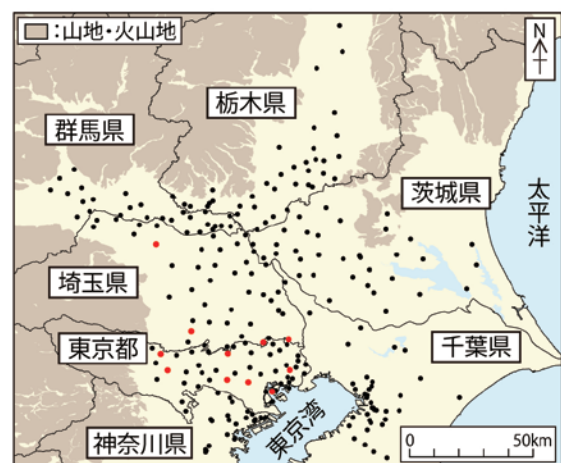 ：山地・火山地
N
栃木県
群馬県
茨城県
太平洋
埼玉県
東京都
千葉県
東京湾
神奈川県
0 50km